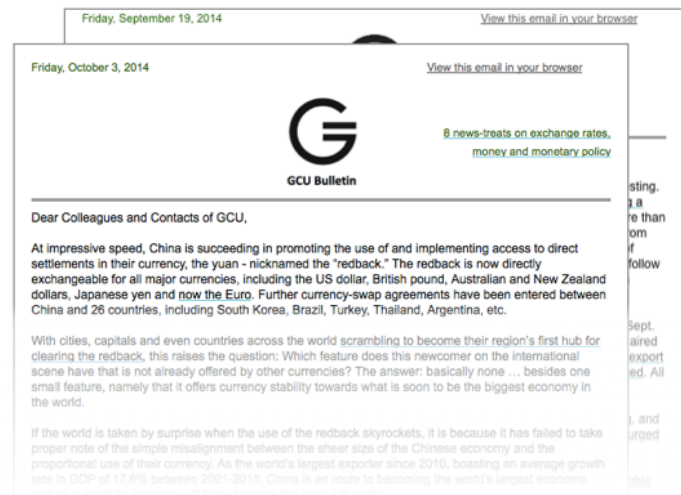 Friday, September 19, 2014
View this email in your browser
Friday, October 3, 2014
View this email in your browser
8 news-treats on exchange rates,
money and monetary policy
GCU Bulletin
Dear Colleagues and Contacts of GCU,
At impressive speed, China is succeeding in promoting the use of and implementing access to direct
settlements in their currency, the yuan - nicknamed the "redback." The redback is now directly
exchangeable for all major currencies, including the US dollar, British pound, Australian and New Zealand
dollars, Japanese yen and now the Euro. Further currency-swap agreements have been entered between
China and 26 countries, including South Korea, Brazil, Turkey, Thailand, Argentina, etc.
With cities, capitals and even countries across the world scrambling to become their region's first hub for
clearing the redback, this raises the question: Which feature does this newcomer on the international
scene have that is not already offered by other currencies? The answer: basically none ... besides one
small feature, namely that it offers currency stability towards what is soon to be the biggest economy in
the world.
If the world is taken by surprise when the use of the redback skyrockets, it is because it has failed to take
proper note of the simple misalignment between the sheer size of the Chinese economy and the
proportional use of their currency. As the world's largest exporter since 2010, boasting an average growth
rate in GDP of 17.6% between 2001-2013, China is en route to becoming the world's largest economy,
sting.
g a
re than
rom
of
follow
Sept.
aired
export
ed. All
, and
urged